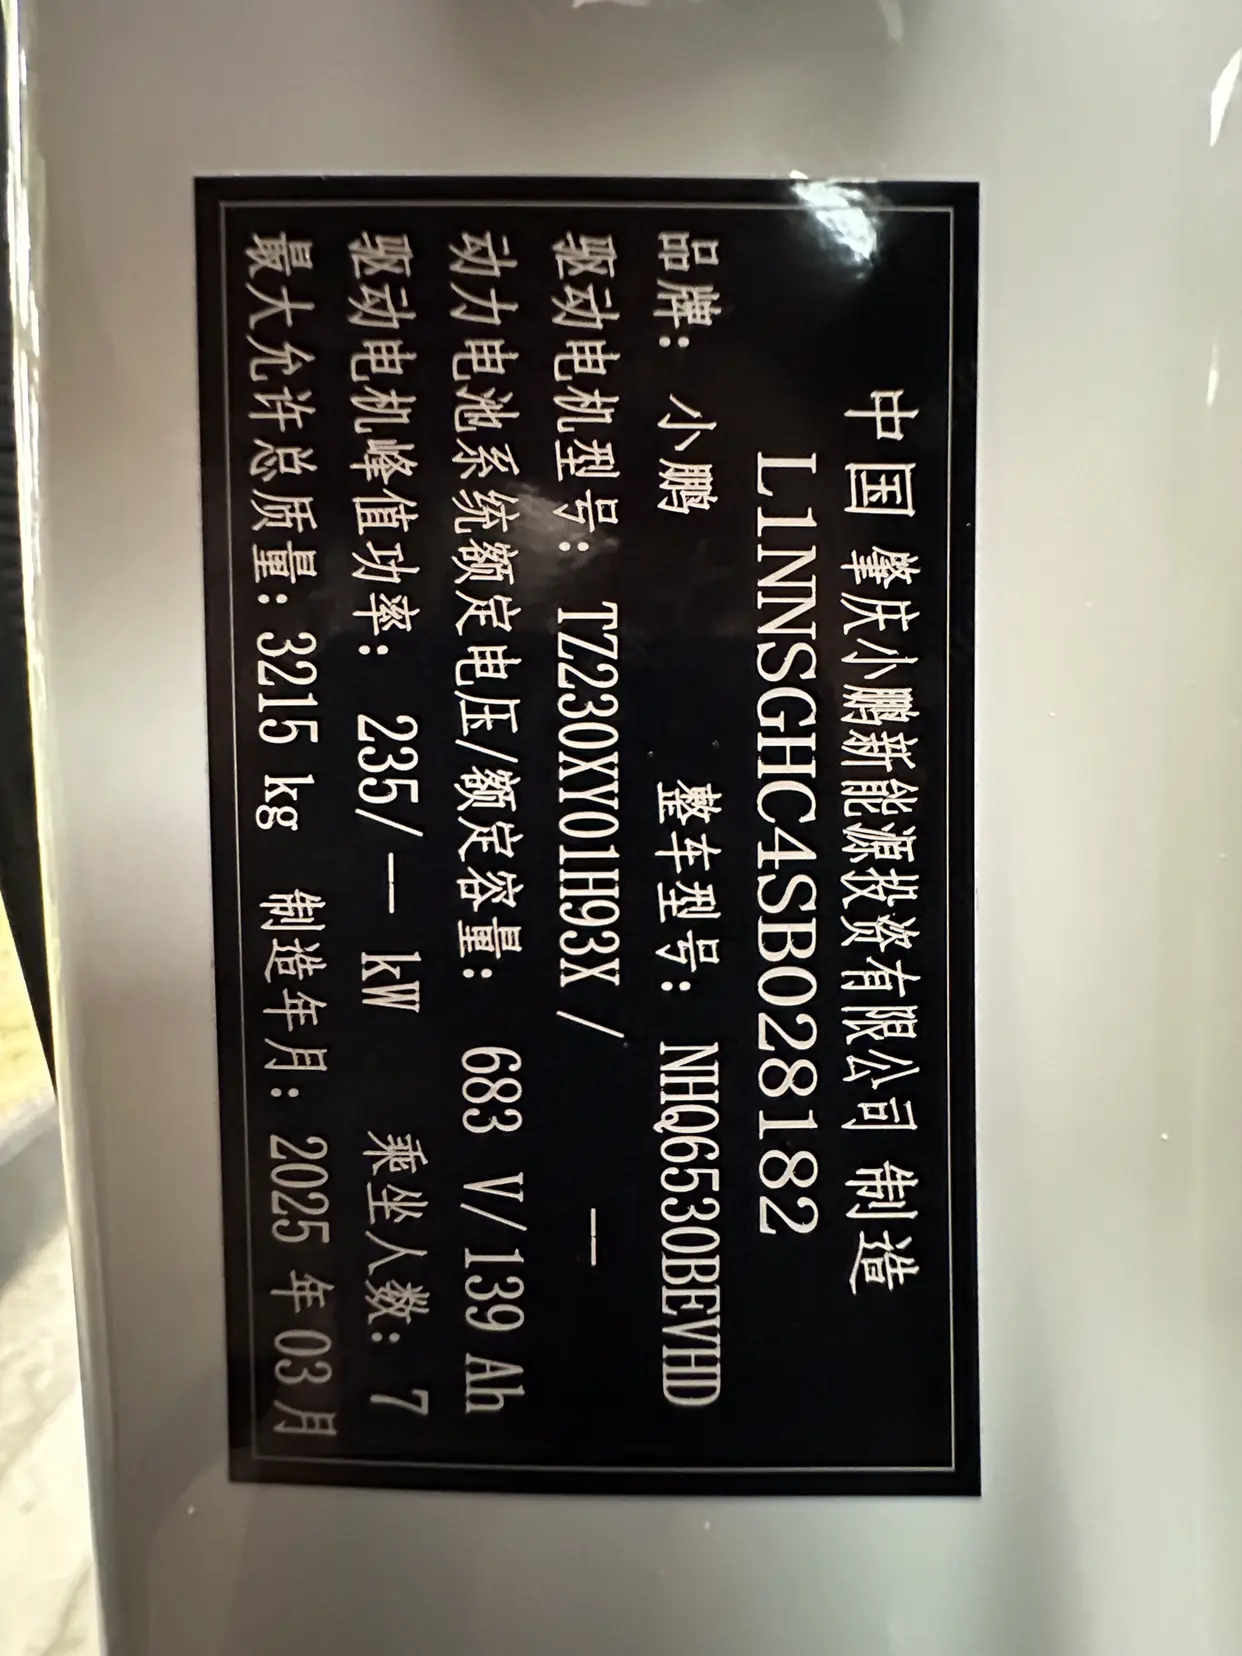 中国 肇庆小鹏新能源投资有限公司 制造
L1NNSGHC4SB028182
品牌: 小鹏 整车型号: NHQ6530BEVHD
驱动电机型号: TZ230XY01H93X / —
动力电池系统额定电压/额定容量: 683 V/139 Ah
驱动电机峰值功率: 235/— kW 乘坐人数: 7
最大允许总质量: 3215 kg 制造年月: 2025 年 03 月